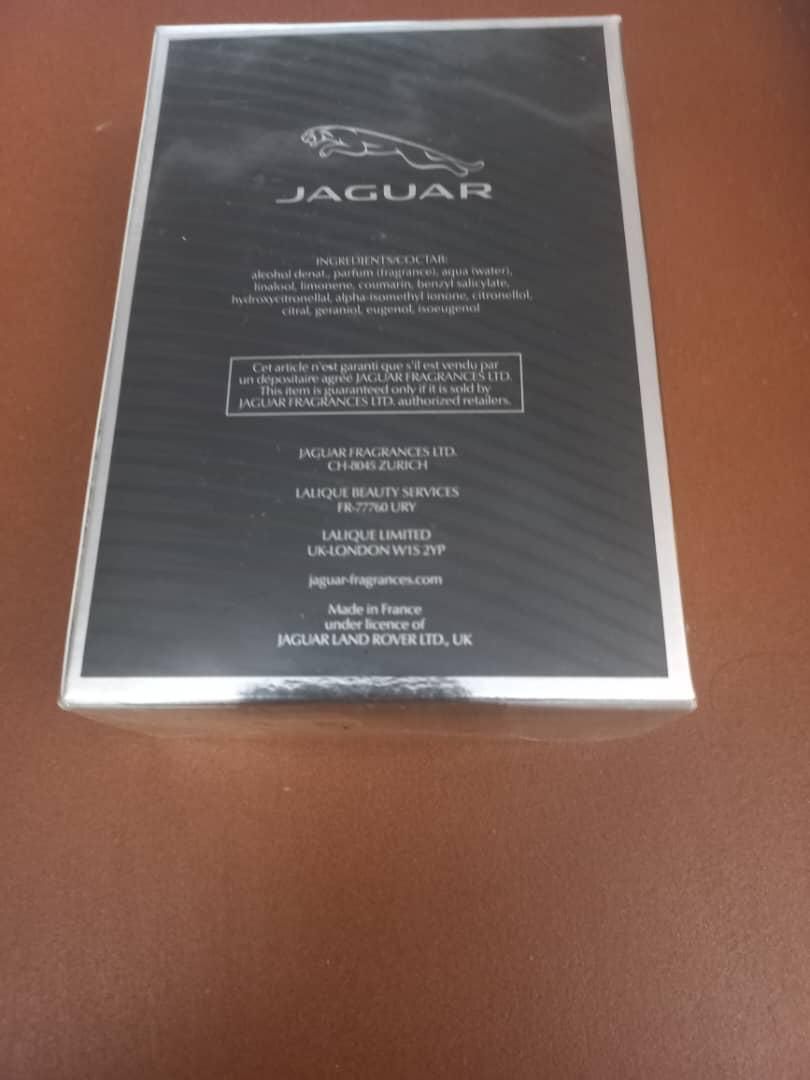 JAGUAR
INGREDIENTS/СОСТАВ:
alcohol denat., parfum (fragrance), aqua (water),
linalool, limonene, coumarin, benzyl salicylate,
hydroxycitronellal, alpha-isomethyl ionone, citronellol,
citral, geraniol, eugenol, isoeugenol
Cet article n'est garanti que s'il est vendu par
un dépositaire agréé JAGUAR FRAGRANCES LTD.
This item is guaranteed only if it is sold by
JAGUAR FRAGRANCES LTD. authorized retailers.
JAGUAR FRAGRANCES LTD.
CH-8045 ZURICH
LALIQUE BEAUTY SERVICES
FR-77760 URY
LALIQUE LIMITED
UK-LONDON W1S 2YP
jaguar-fragrances.com
Made in France
under licence of
JAGUAR LAND ROVER LTD., UK